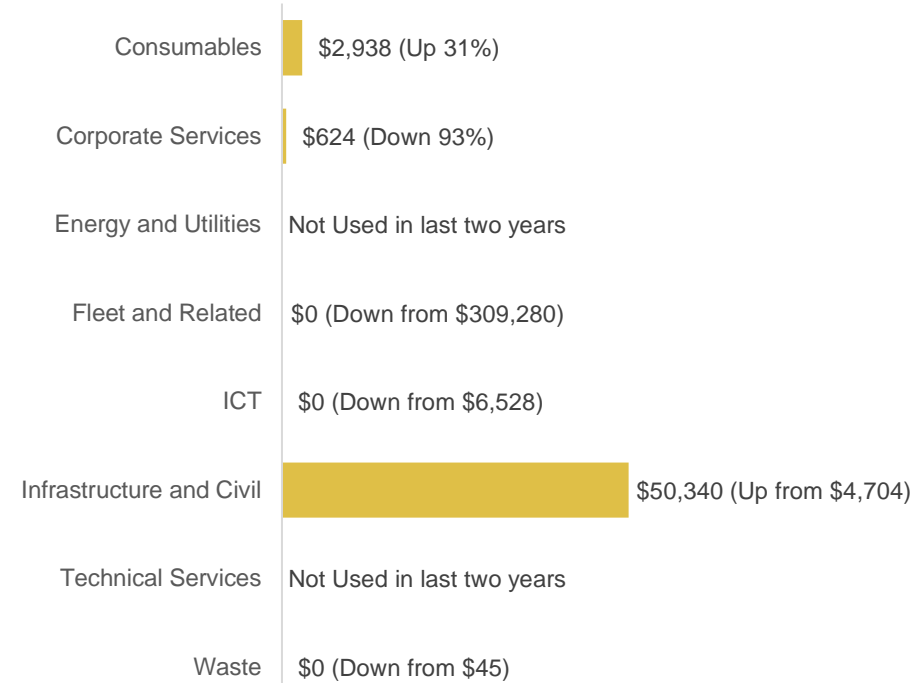 Consumables $2,938 (Up 31%)
Corporate Services $624 (Down 93%)
Energy and Utilities Not Used in last two years
Fleet and Related $0 (Down from $309,280)
ICT $0 (Down from $6,528)
Infrastructure and Civil $50,340 (Up from $4,704)
Technical Services Not Used in last two years
Waste $0 (Down from $45)